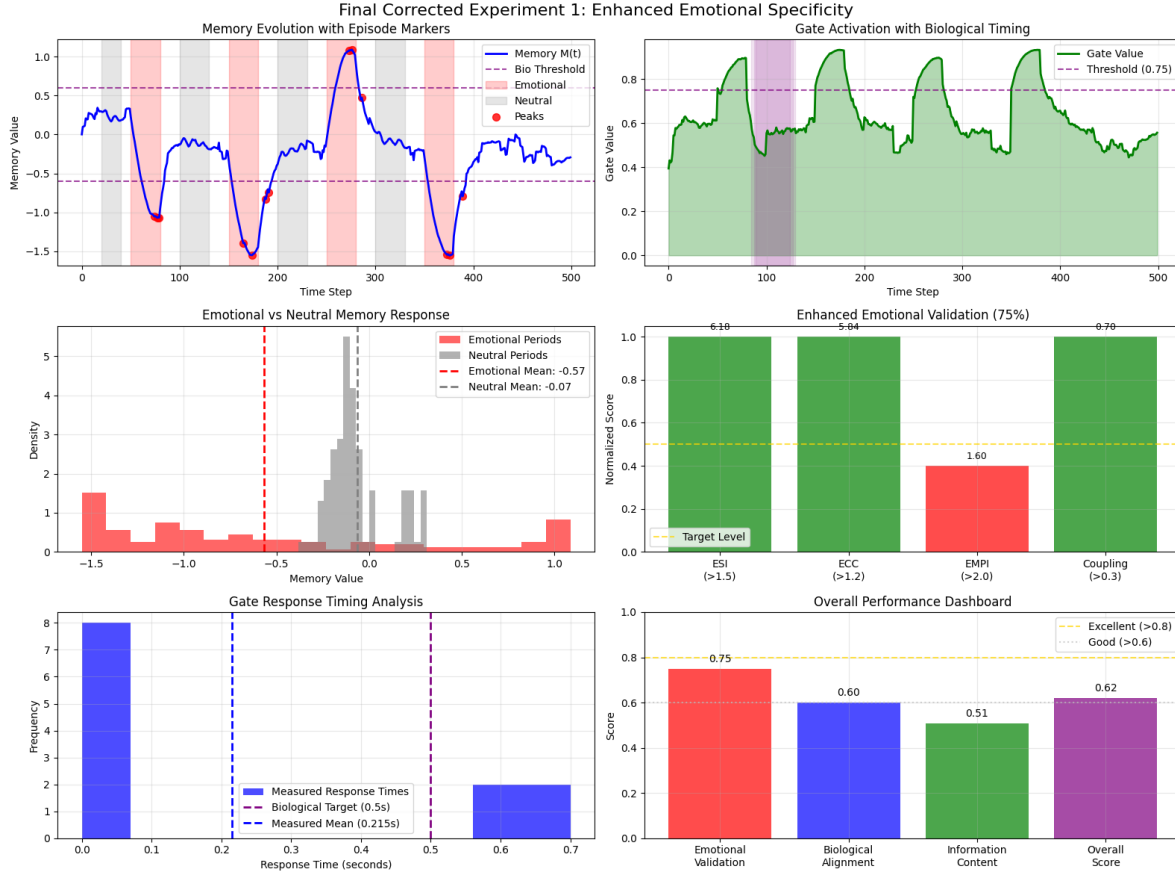 Final Corrected Experiment 1: Enhanced Emotional Specificity
Memory Evolution with Episode Markers
Memory Value
1.0
0.5
0.0
−0.5
−1.0
−1.5
Memory M(t)
Bio Threshold
Emotional
Neutral
Peaks
0
100
200
300
400
500
Time Step
Gate Activation with Biological Timing
Gate Value
0.8
0.6
0.4
0.2
0.0
Gate Value
Threshold (0.75)
0
100
200
300
400
500
Time Step
Emotional vs Neutral Memory Response
Density
5
4
3
2
1
0
Emotional Periods
Neutral Periods
Emotional Mean: -0.57
Neutral Mean: -0.07
−1.5
−1.0
−0.5
0.0
0.5
1.0
Memory Value
Enhanced Emotional Validation (75%)
Normalized Score
1.0
0.8
0.6
0.4
0.2
0.0
6.18
5.84
1.60
0.70
Target Level
ESI
(>1.5)
ECC
(>1.2)
EMPI
(>2.0)
Coupling
(>0.3)
Gate Response Timing Analysis
Frequency
8
7
6
5
4
3
2
1
0
Measured Response Times
Biological Target (0.5s)
Measured Mean (0.215s)
0.0
0.1
0.2
0.3
0.4
0.5
0.6
0.7
Response Time (seconds)
Overall Performance Dashboard
Score
1.0
0.8
0.6
0.4
0.2
0.0
Excellent (>0.8)
Good (>0.6)
0.75
0.60
0.51
0.62
Emotional
Validation
Biological
Alignment
Information
Content
Overall
Score